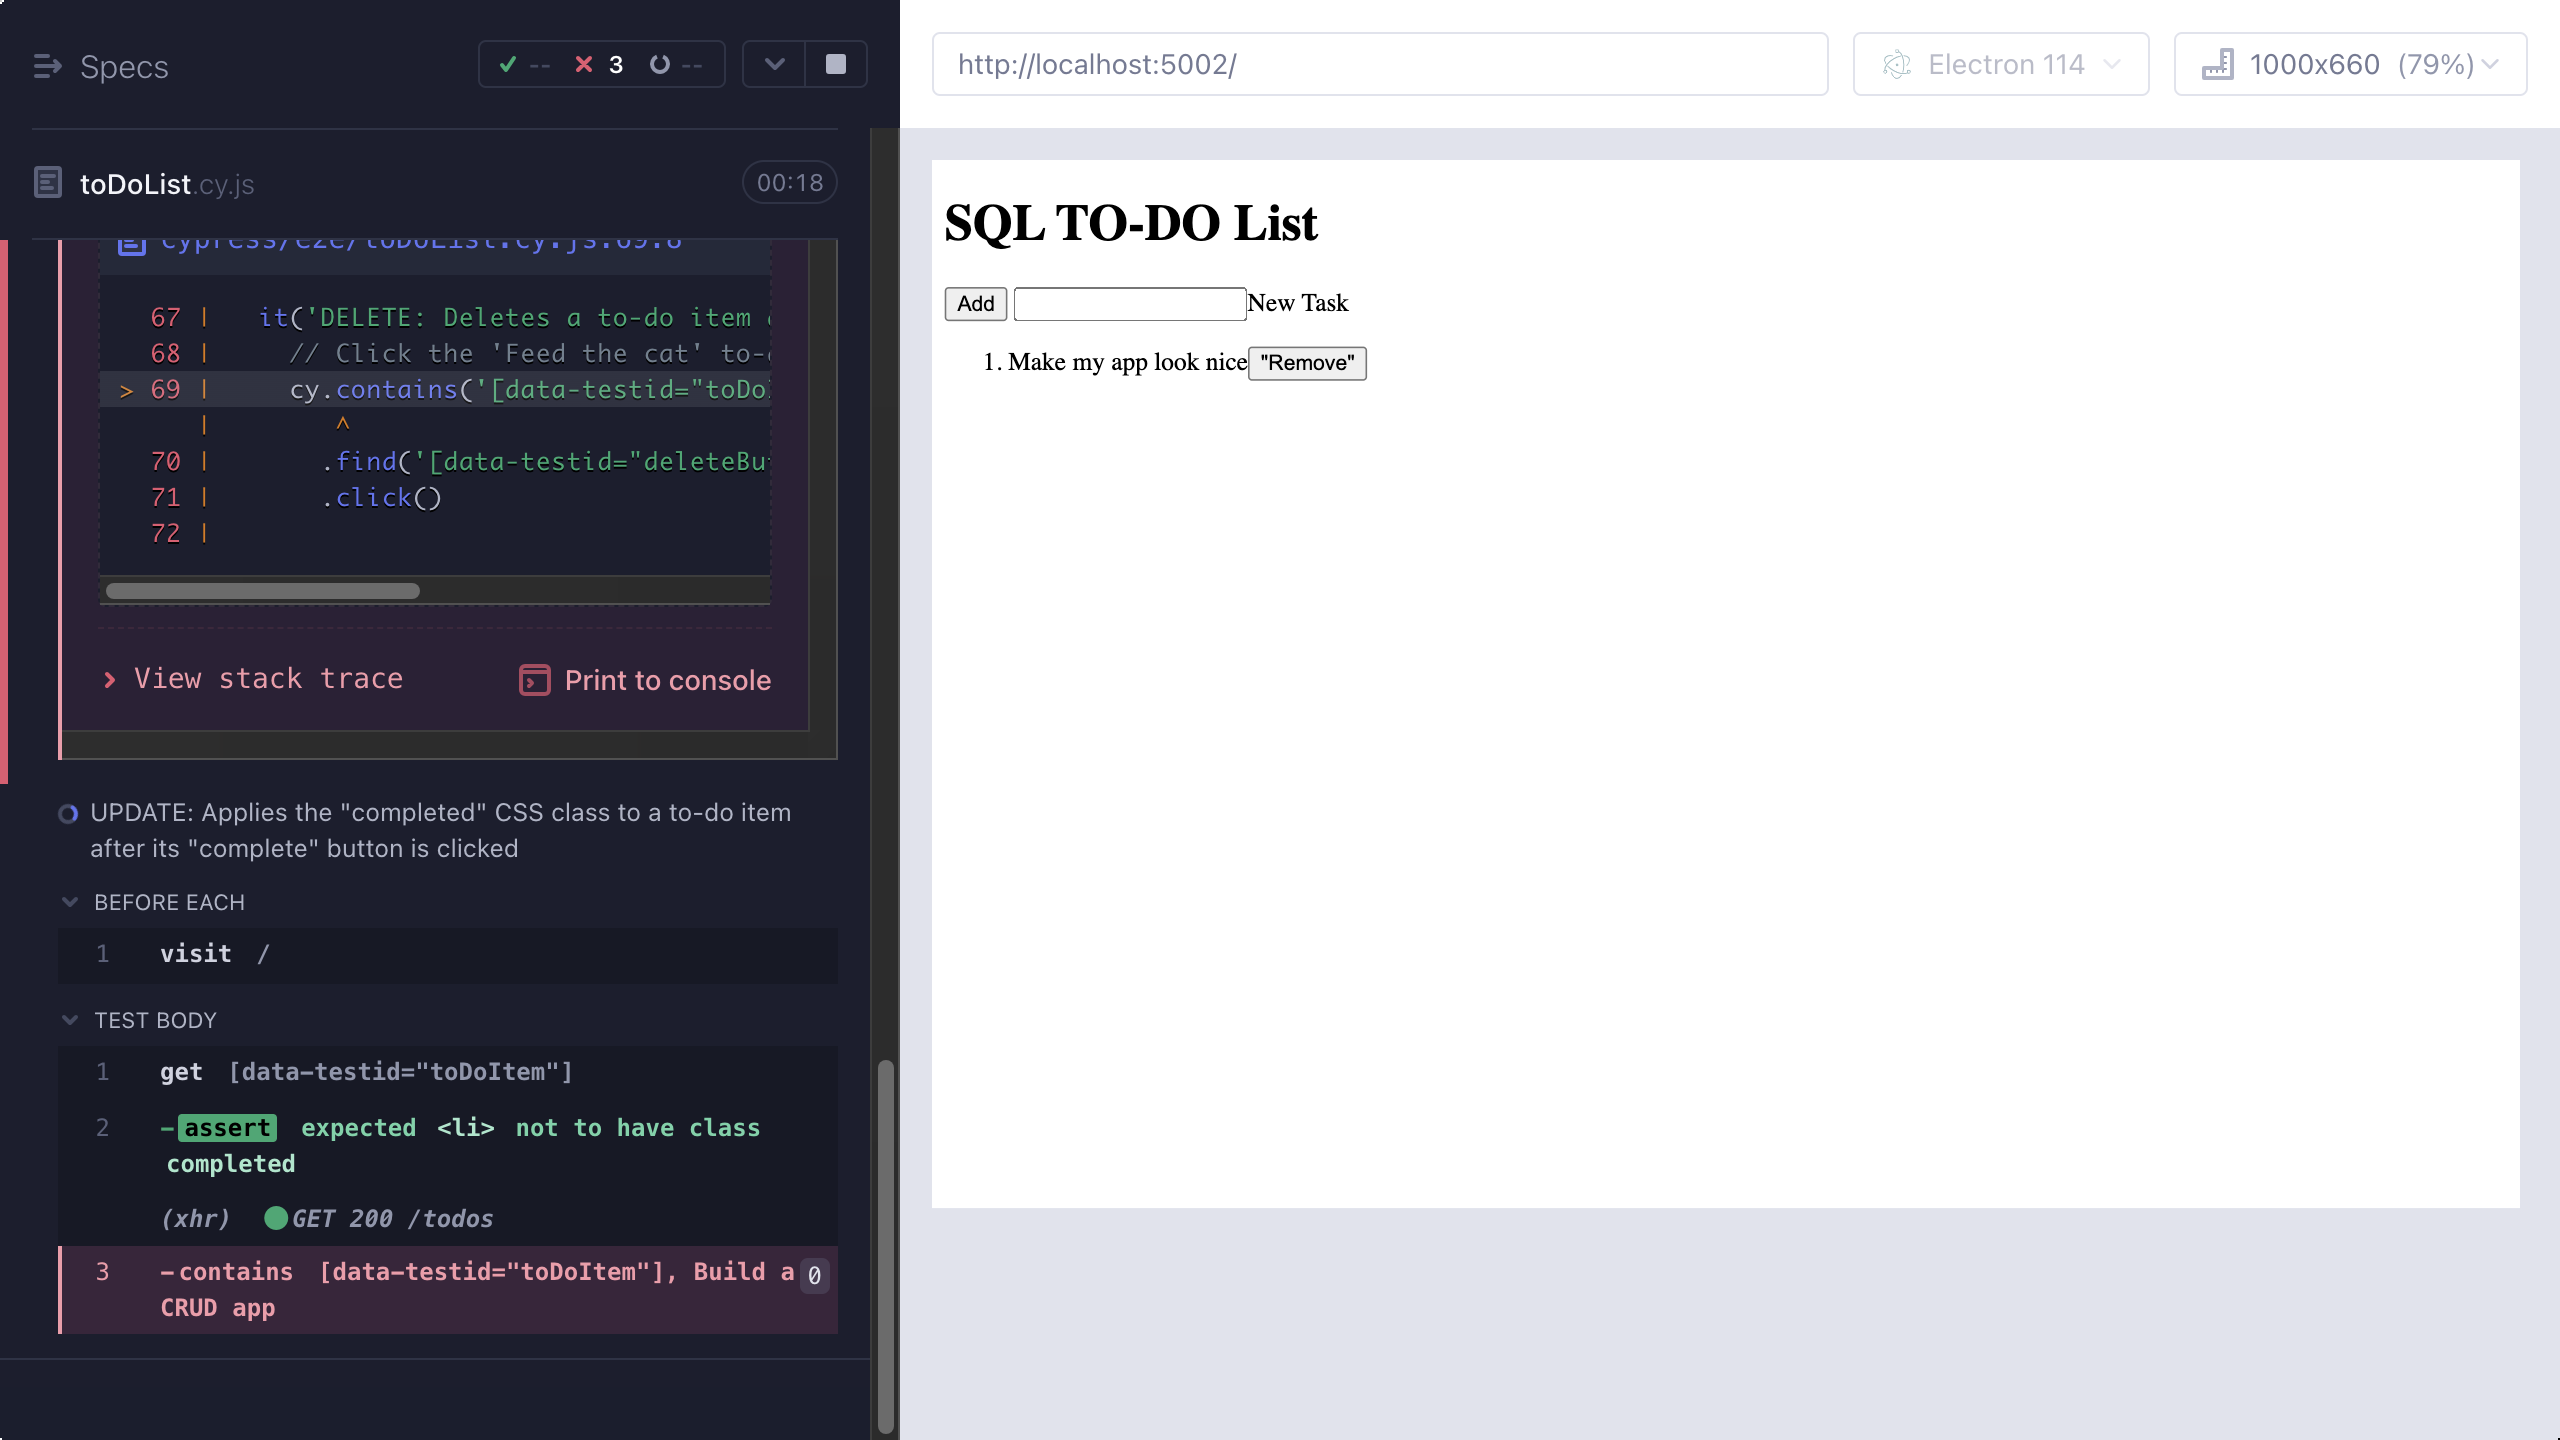 Specs
-- 3 --
toDoList.cy.js
00:18
cypress/e2e/toDoList.cy.js:69:8
67 | it('DELETE: Deletes a to-do item
68 | // Click the 'Feed the cat' to-
> 69 | cy.contains('[data-testid="toDo
| ^
70 | .find('[data-testid="deleteBu
71 | .click()
72 |
View stack trace
Print to console
UPDATE: Applies the "completed" CSS class to a to-do item
after its "complete" button is clicked
BEFORE EACH
1 visit /
TEST BODY
1 get [data-testid="toDoItem"]
2 -assert expected <li> not to have class
completed
(xhr) GET 200 /todos
3 -contains [data-testid="toDoItem"], Build a 0
CRUD app
http://localhost:5002/
Electron 114
1000x660 (79%)
SQL TO-DO List
Add New Task
1. Make my app look nice "Remove"